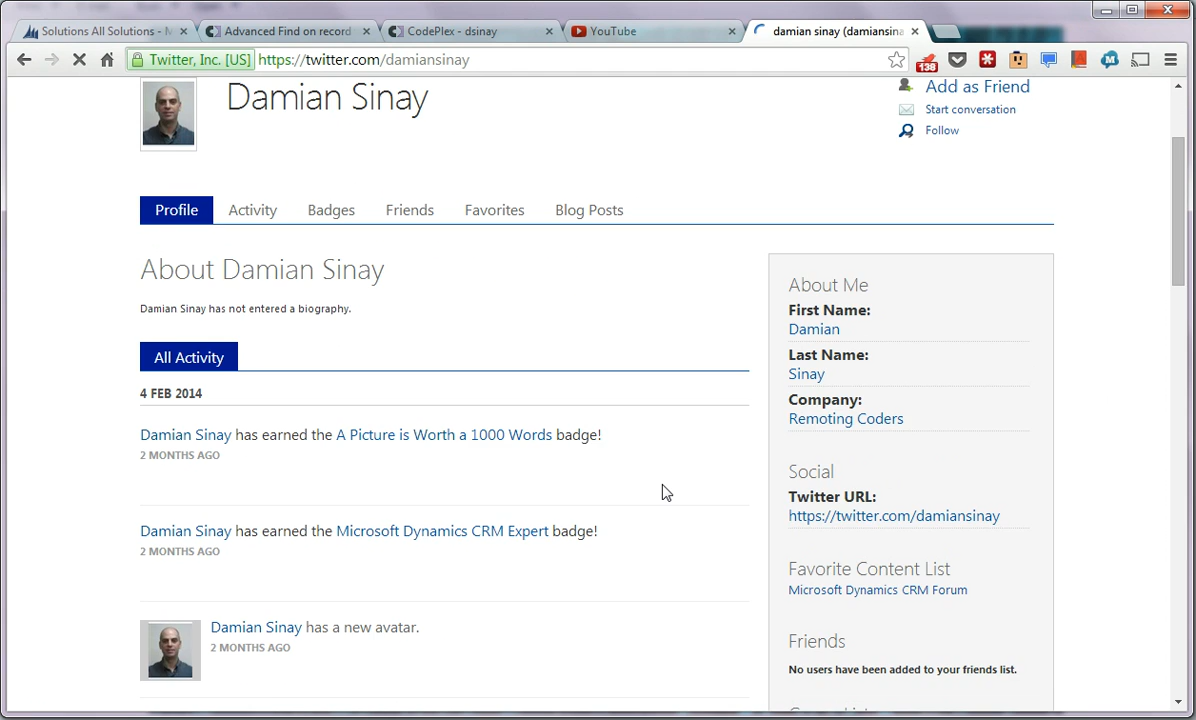 Solutions All Solutions - M
Advanced Find on record
CodePlex - dsinay
YouTube
damian sinay (damiansina
Twitter, Inc. [US]
https://twitter.com/damiansinay
138
Damian Sinay
Add as Friend
Start conversation
Follow
Profile
Activity
Badges
Friends
Favorites
Blog Posts
About Damian Sinay
Damian Sinay has not entered a biography.
All Activity
4 FEB 2014
Damian Sinay has earned the A Picture is Worth a 1000 Words badge!
2 MONTHS AGO
Damian Sinay has earned the Microsoft Dynamics CRM Expert badge!
2 MONTHS AGO
Damian Sinay has a new avatar.
2 MONTHS AGO
About Me
First Name:
Damian
Last Name:
Sinay
Company:
Remoting Coders
Social
Twitter URL:
https://twitter.com/damiansinay
Favorite Content List
Microsoft Dynamics CRM Forum
Friends
No users have been added to your friends list.